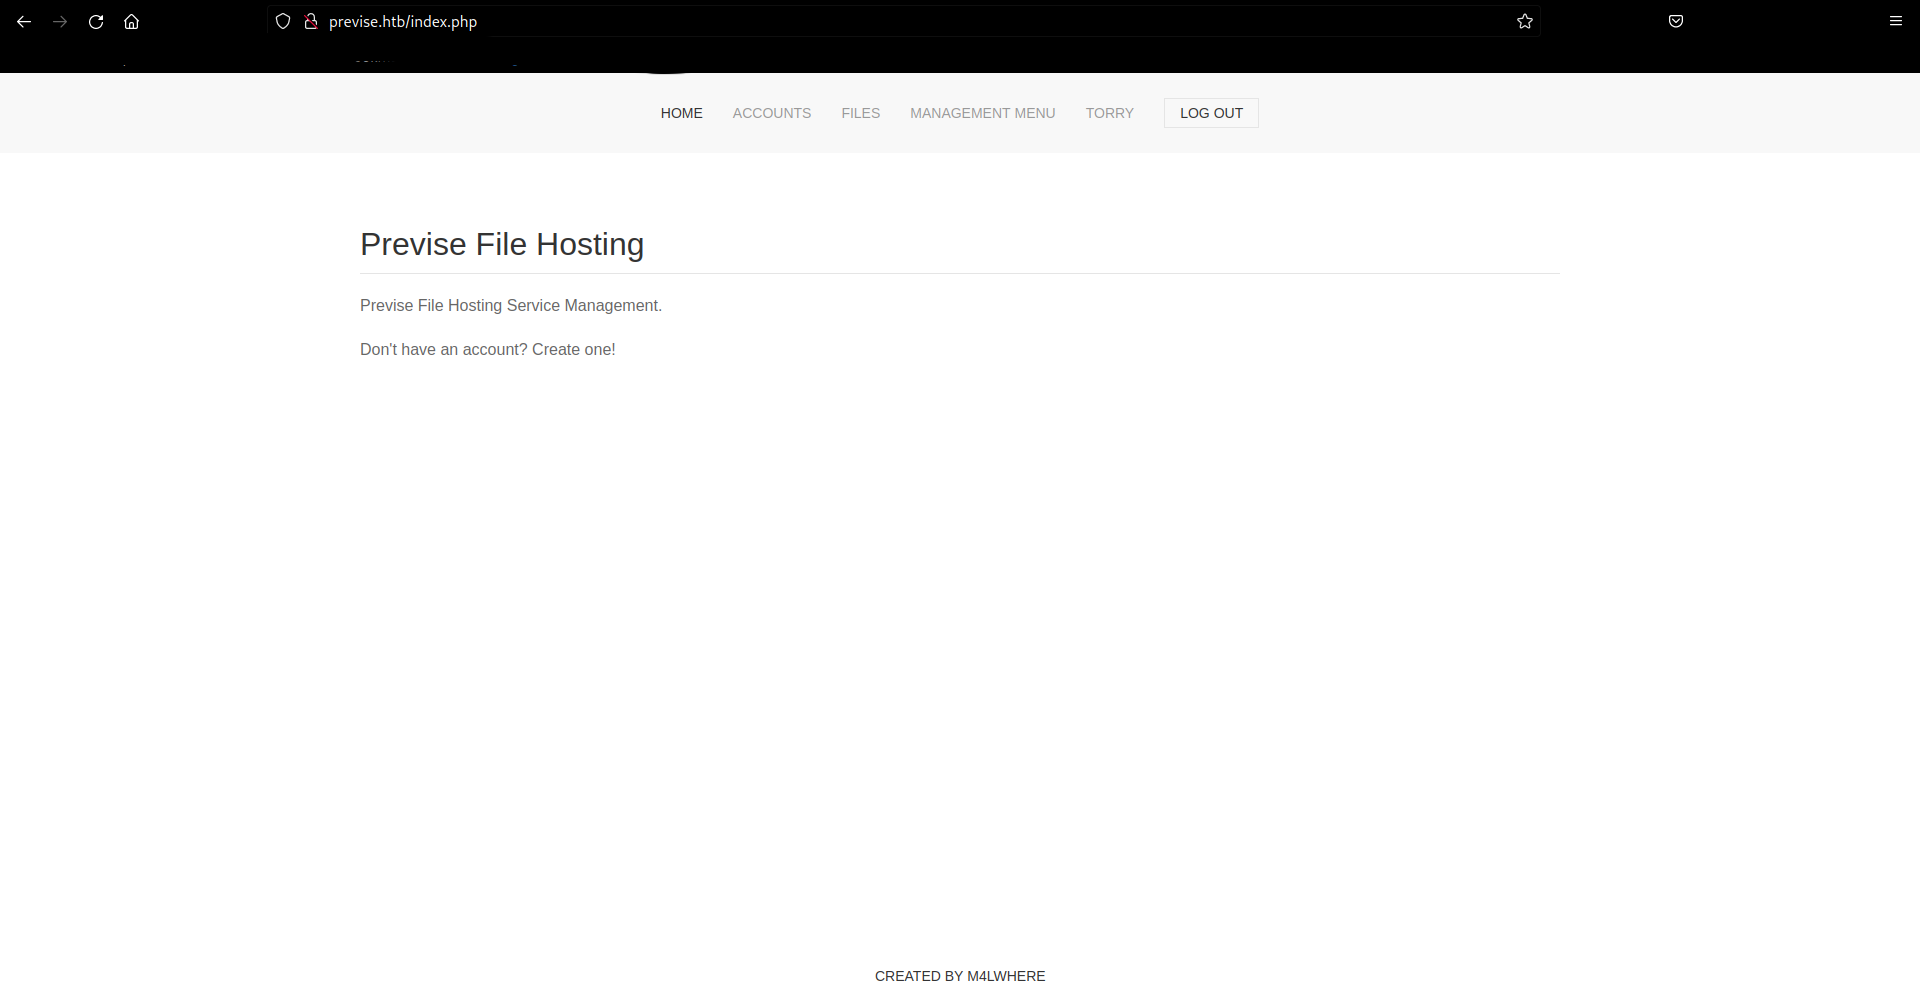 previse.htb/index.php
HOME ACCOUNTS FILES MANAGEMENT MENU TORRY LOG OUT
Previse File Hosting
Previse File Hosting Service Management.
Don't have an account? Create one!
CREATED BY M4LWHERE